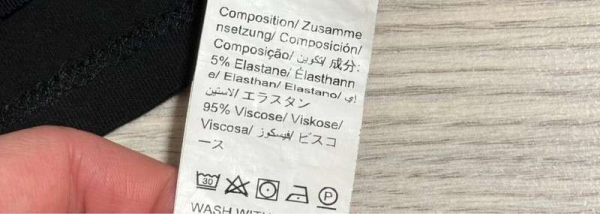 Composition/ Zusamme
nsetzung/ Composición/
Composição/ تكوين/ 成分:
5% Elastane/ Élasthann
e/ Elasthan/ Elastano/ إي
لاستين/ エラスタン
95% Viscose/ Viskose/
Viscosa/ فيسكوز/ ビスコ
ース
30
P
WASH WITH